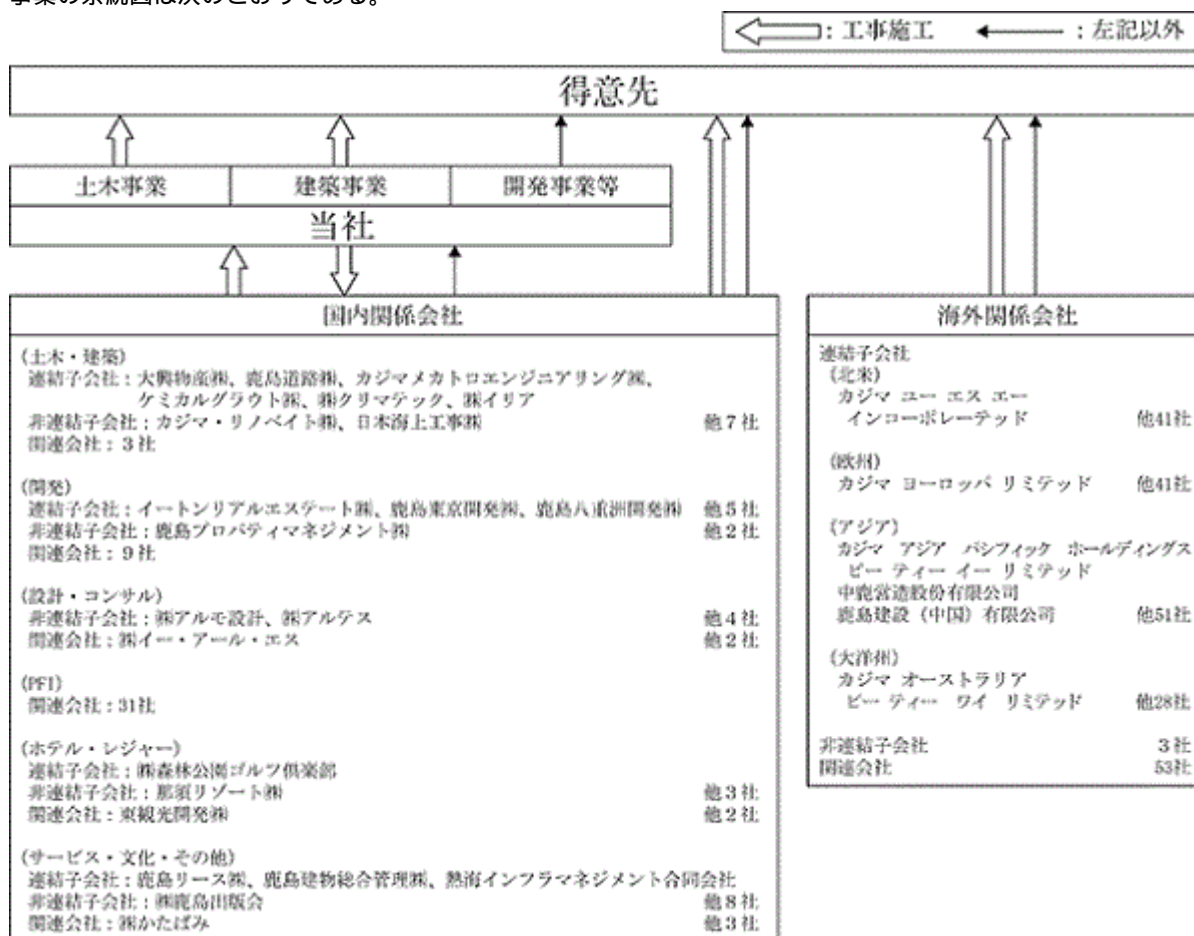 事業の系統図は次のとおりである。
：工事施工 ：左記以外
得意先
土木事業 建築事業 開発事業等
当社
国内関係会社
(土木・建築)
連結子会社：大興物産㈱、鹿島道路㈱、カジマメカトロエンジニアリング㈱、
ケミカルグラウト㈱、㈱クリマテック、㈱イリア
非連結子会社：カジマ・リノベイト㈱、日本海上工事㈱ 他７社
関連会社：３社
(開発)
連結子会社：イートンリアルエステート㈱、鹿島東京開発㈱、鹿島八重洲開発㈱ 他５社
非連結子会社：鹿島プロパティマネジメント㈱ 他２社
関連会社：９社
(設計・コンサル)
非連結子会社：㈱アルモ設計、㈱アルテス 他４社
関連会社：㈱イー・アール・エス 他２社
(PFI)
関連会社：31社
(ホテル・レジャー)
連結子会社：㈱森林公園ゴルフ倶楽部
非連結子会社：那須リゾート㈱ 他３社
関連会社：東観光開発㈱ 他２社
(サービス・文化・その他)
連結子会社：鹿島リース㈱、鹿島建物総合管理㈱、熱海インフラマネジメント合同会社
非連結子会社：㈱鹿島出版会 他８社
関連会社：㈱かたばみ 他３社
海外関係会社
連結子会社
(北米)
カジマ ユー エス エー
インコーポレーテッド 他41社
(欧州)
カジマ ヨーロッパ リミテッド 他41社
(アジア)
カジマ アジア パシフィック ホールディングス
ピー ティー イー リミテッド
中鹿営造股份有限公司
鹿島建設（中国）有限公司 他51社
(大洋州)
カジマ オーストラリア
ピー ティー ワイ リミテッド 他28社
非連結子会社 ３社
関連会社 53社